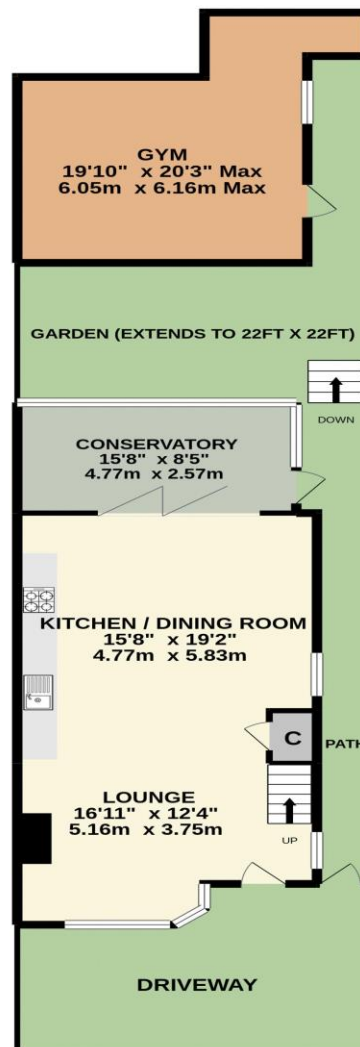 GYM
19'10" x 20'3" Max
6.05m x 6.16m Max
GARDEN (EXTENDS TO 22FT X 22FT)
DOWN
CONSERVATORY
15'8" x 8'5"
4.77m x 2.57m
KITCHEN / DINING ROOM
15'8" x 19'2"
4.77m x 5.83m
C
PATH
LOUNGE
16'11" x 12'4"
5.16m x 3.75m
UP
DRIVEWAY